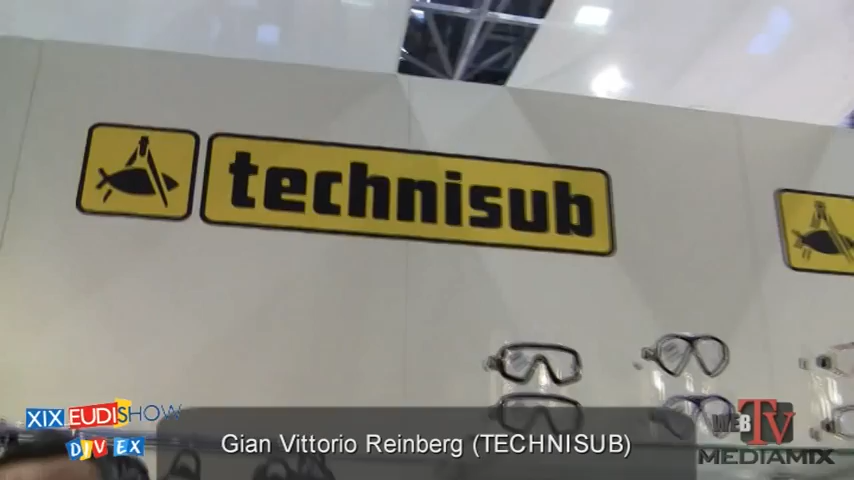 technisub
XIX EUDISHOW
DIVEX
Gian Vittorio Reinberg (TECHNISUB)
WEB TV
MEDIAMIX